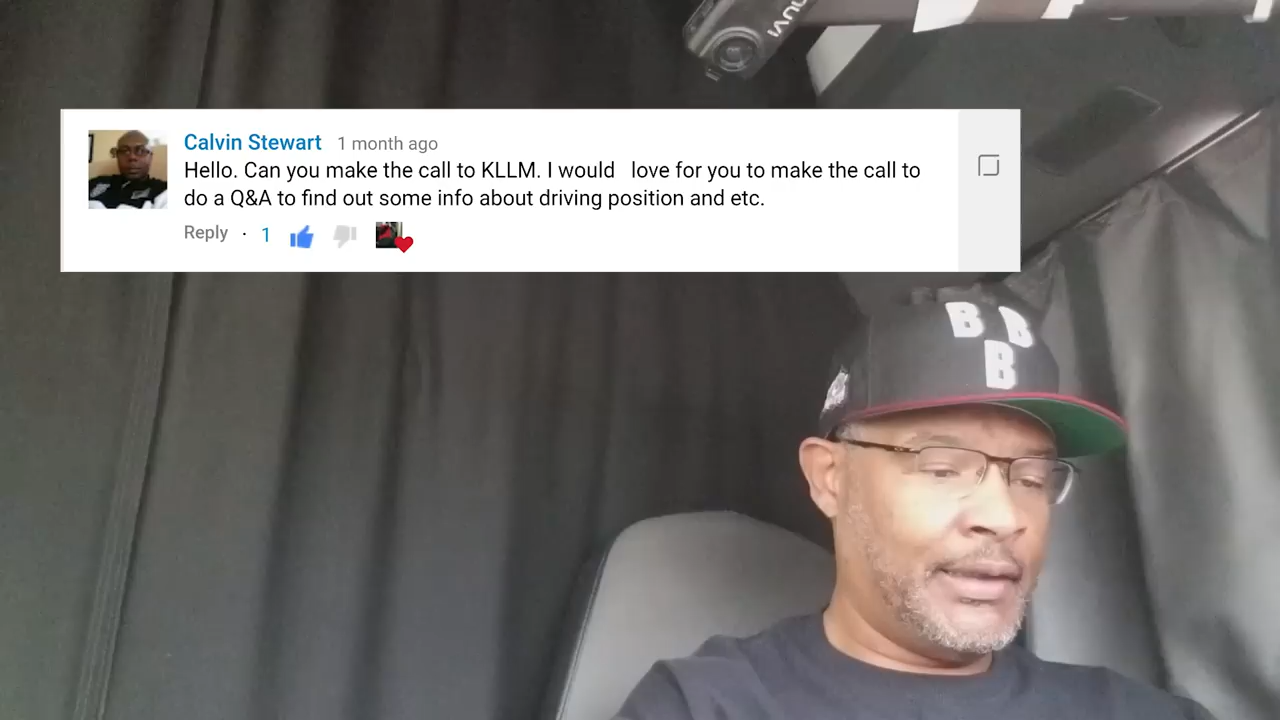 Calvin Stewart 1 month ago
Hello. Can you make the call to KLLM. I would love for you to make the call to
do a Q&A to find out some info about driving position and etc.
Reply · 1
B B
B